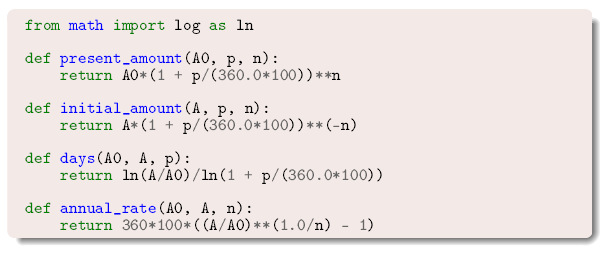 from math import log as ln
def present_amount(A0, p, n):
    return A0*(1 + p/(360.0*100))**n
def initial_amount(A, p, n):
    return A*(1 + p/(360.0*100))**(-n)
def days(A0, A, p):
    return ln(A/A0)/ln(1 + p/(360.0*100))
def annual_rate(A0, A, n):
    return 360*100*((A/A0)**(1.0/n) - 1)